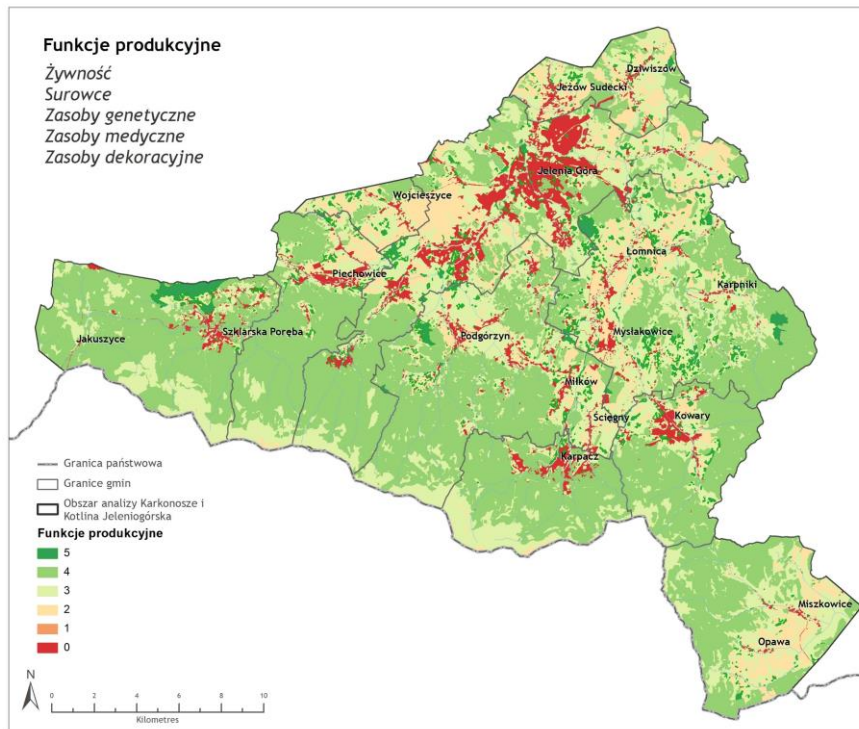 Funkcje produkcyjne
Żywność
Surowce
Zasoby genetyczne
Zasoby medyczne
Zasoby dekoracyjne
Dziwiszów
Jeżów Sudecki
Jelenia Góra
Wojcieszyce
Łomnica
Piechowice
Karpniki
Szklarska Poręba
Mysłakowice
Jakuszyce
Podgórzyn
Miłków
Ścięgny
Kowary
Karpacz
Miszkowice
Opawa
Granica państwowa
Granice gmin
Obszar analizy Karkonosze i
Kotlina Jeleniogórska
Funkcje produkcyjne
5
4
3
2
1
0
N
0 2 4 6 8 10
Kilometres